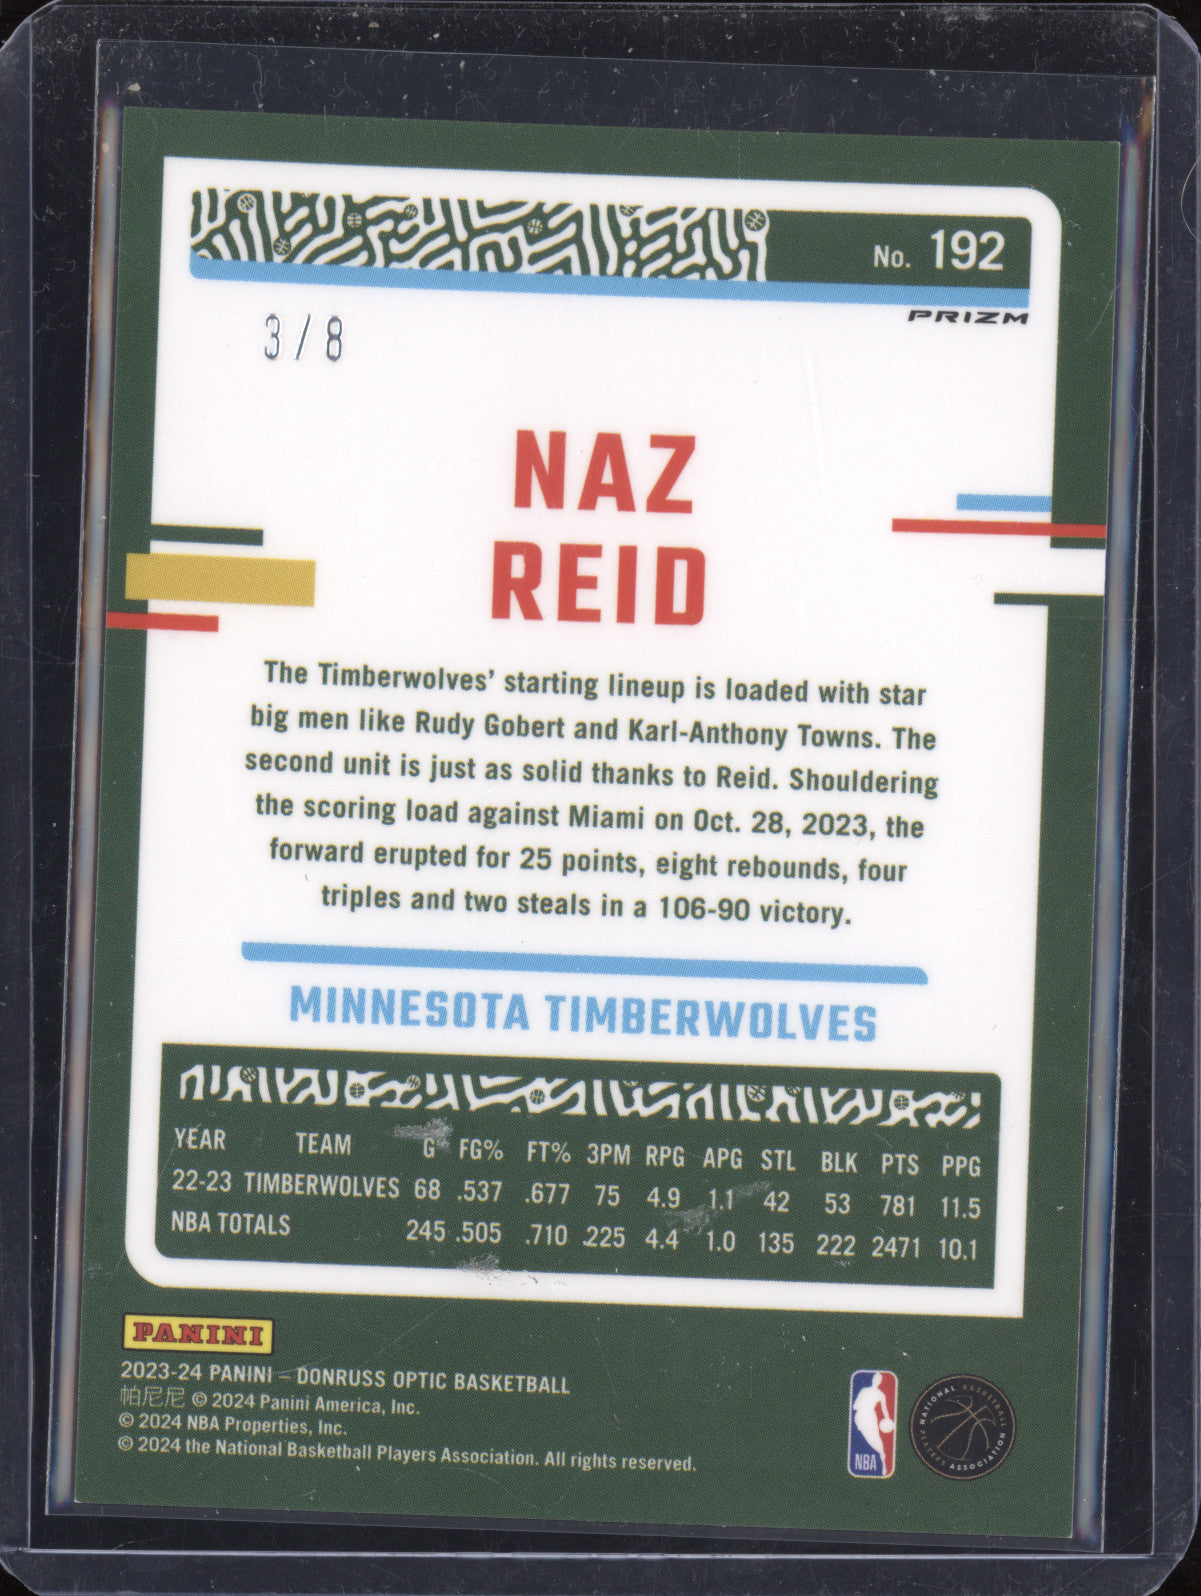 No. 192
PRIZM
3/8
NAZ
REID
The Timberwolves' starting lineup is loaded with star
big men like Rudy Gobert and Karl-Anthony Towns. The
second unit is just as solid thanks to Reid. Shouldering
the scoring load against Miami on Oct. 28, 2023, the
forward erupted for 25 points, eight rebounds, four
triples and two steals in a 106-90 victory.
MINNESOTA TIMBERWOLVES
YEAR TEAM G FG% FT% 3PM RPG APG STL BLK PTS PPG
22-23 TIMBERWOLVES 68 .537 .677 75 4.9 1.1 42 53 781 11.5
NBA TOTALS 245 .505 .710 225 4.4 1.0 135 222 2471 10.1
PANINI
2023-24 PANINI – DONRUSS OPTIC BASKETBALL
帕尼尼 © 2024 Panini America, Inc.
© 2024 NBA Properties, Inc.
© 2024 the National Basketball Players Association. All rights reserved.
NBA
NATIONAL BASKETBALL PLAYERS ASSOCIATION